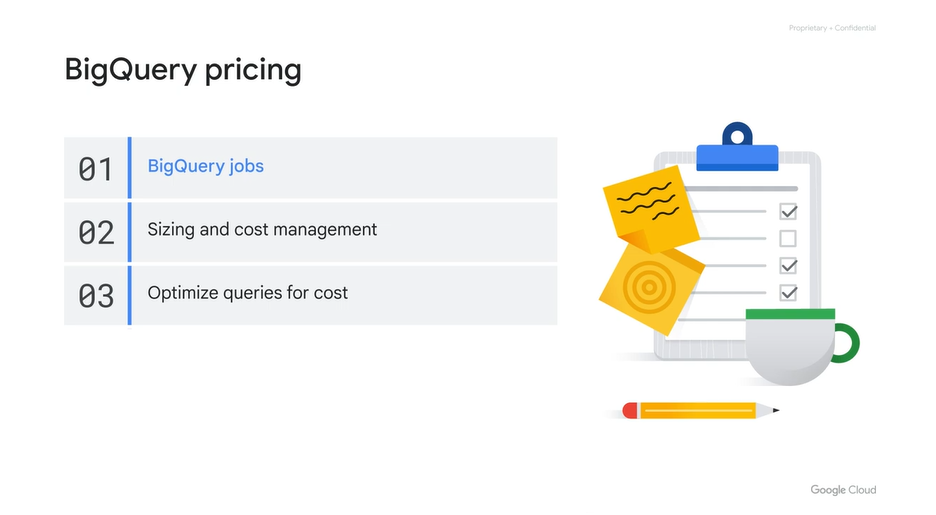 Proprietary + Confidential
BigQuery pricing
01
BigQuery jobs
02
Sizing and cost management
03
Optimize queries for cost
Google Cloud